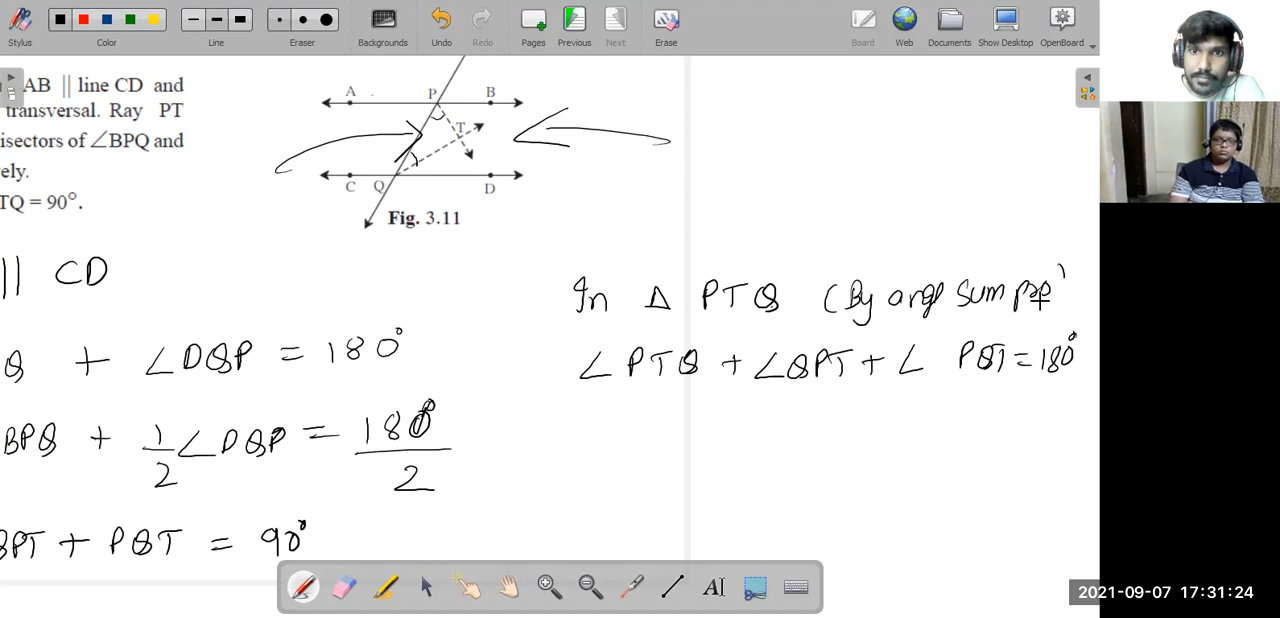 Stylus
Color
Line
Eraser
Backgrounds
Undo
Redo
Pages
Previous
Next
Erase
Board
Web
Documents
Show Desktop
OpenBoard
AB || line CD and
transversal. Ray PT
isectors of ∠BPQ and
ely.
TQ = 90°.
A
P
B
T
C
Q
D
Fig. 3.11
|| CD
Q + ∠DQP = 180°
BPQ + 1/2 ∠DQP = 180°/2
QPT + PQT = 90°
In Δ PTQ (By angl sum
∠ PTQ + ∠QPT + ∠ PQT = 180°
2021-09-07 17:31:24